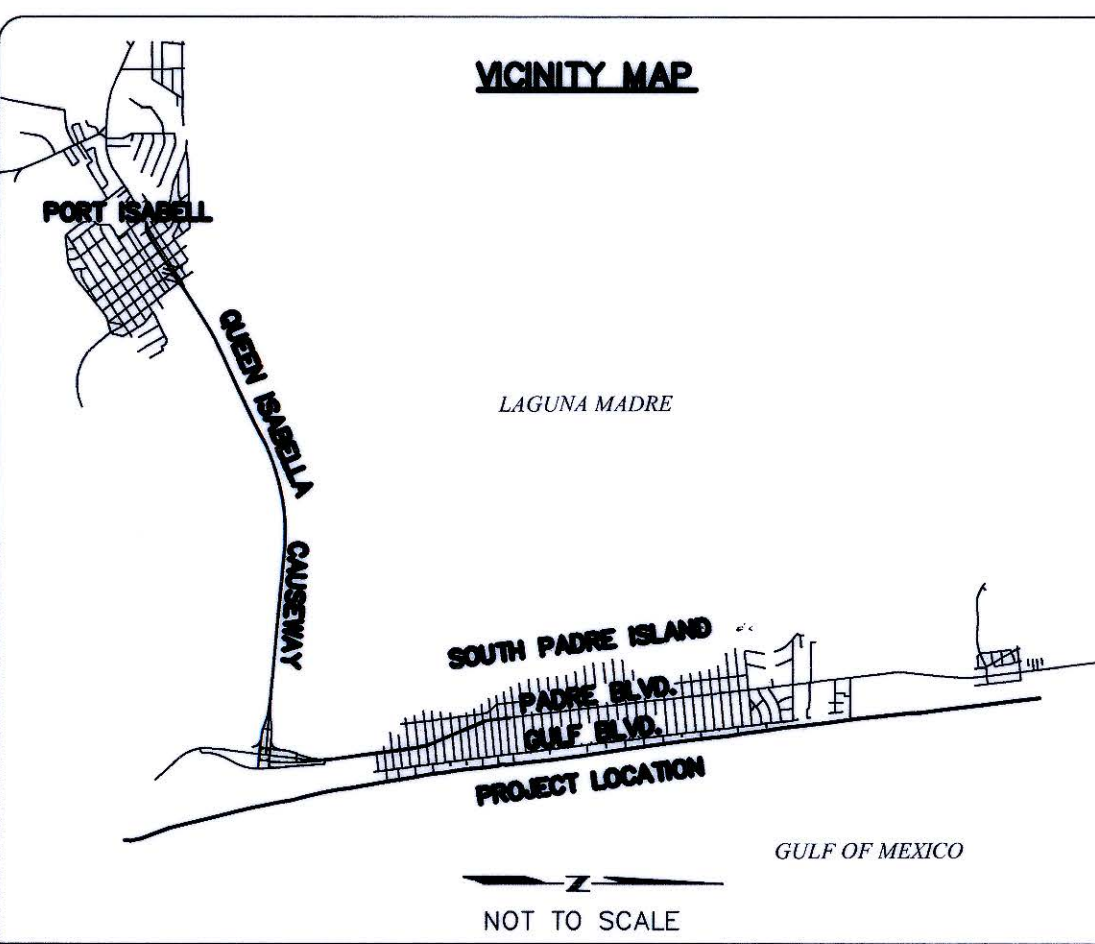 VICINITY MAP
PORT ISABELL
QUEEN ISABELLA
CAUSEWAY
LAGUNA MADRE
SOUTH PADRE ISLAND
PADRE BLVD.
GULF BLVD.
PROJECT LOCATION
GULF OF MEXICO
N
NOT TO SCALE